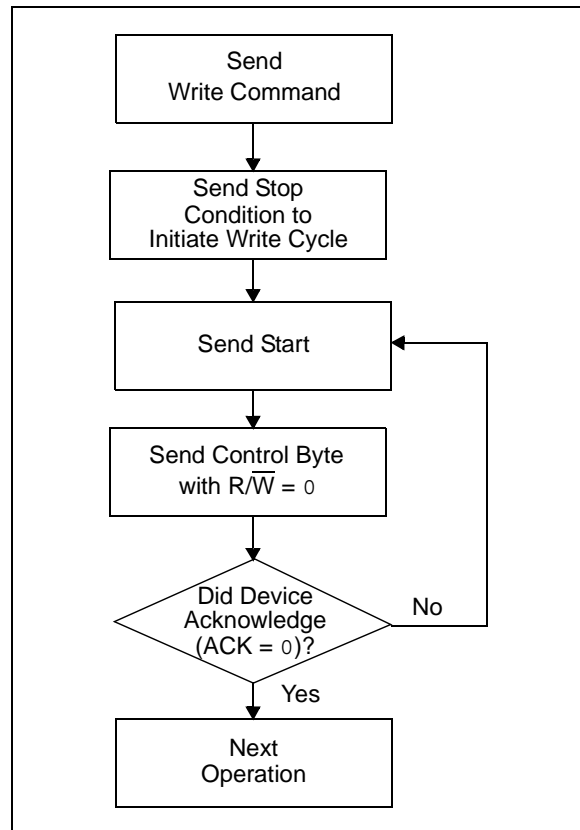 Send
Write Command
Send Stop
Condition to
Initiate Write Cycle
Send Start
Send Control Byte
with R/W̅ = 0
Did Device
Acknowledge
(ACK = 0)?
No
Yes
Next
Operation